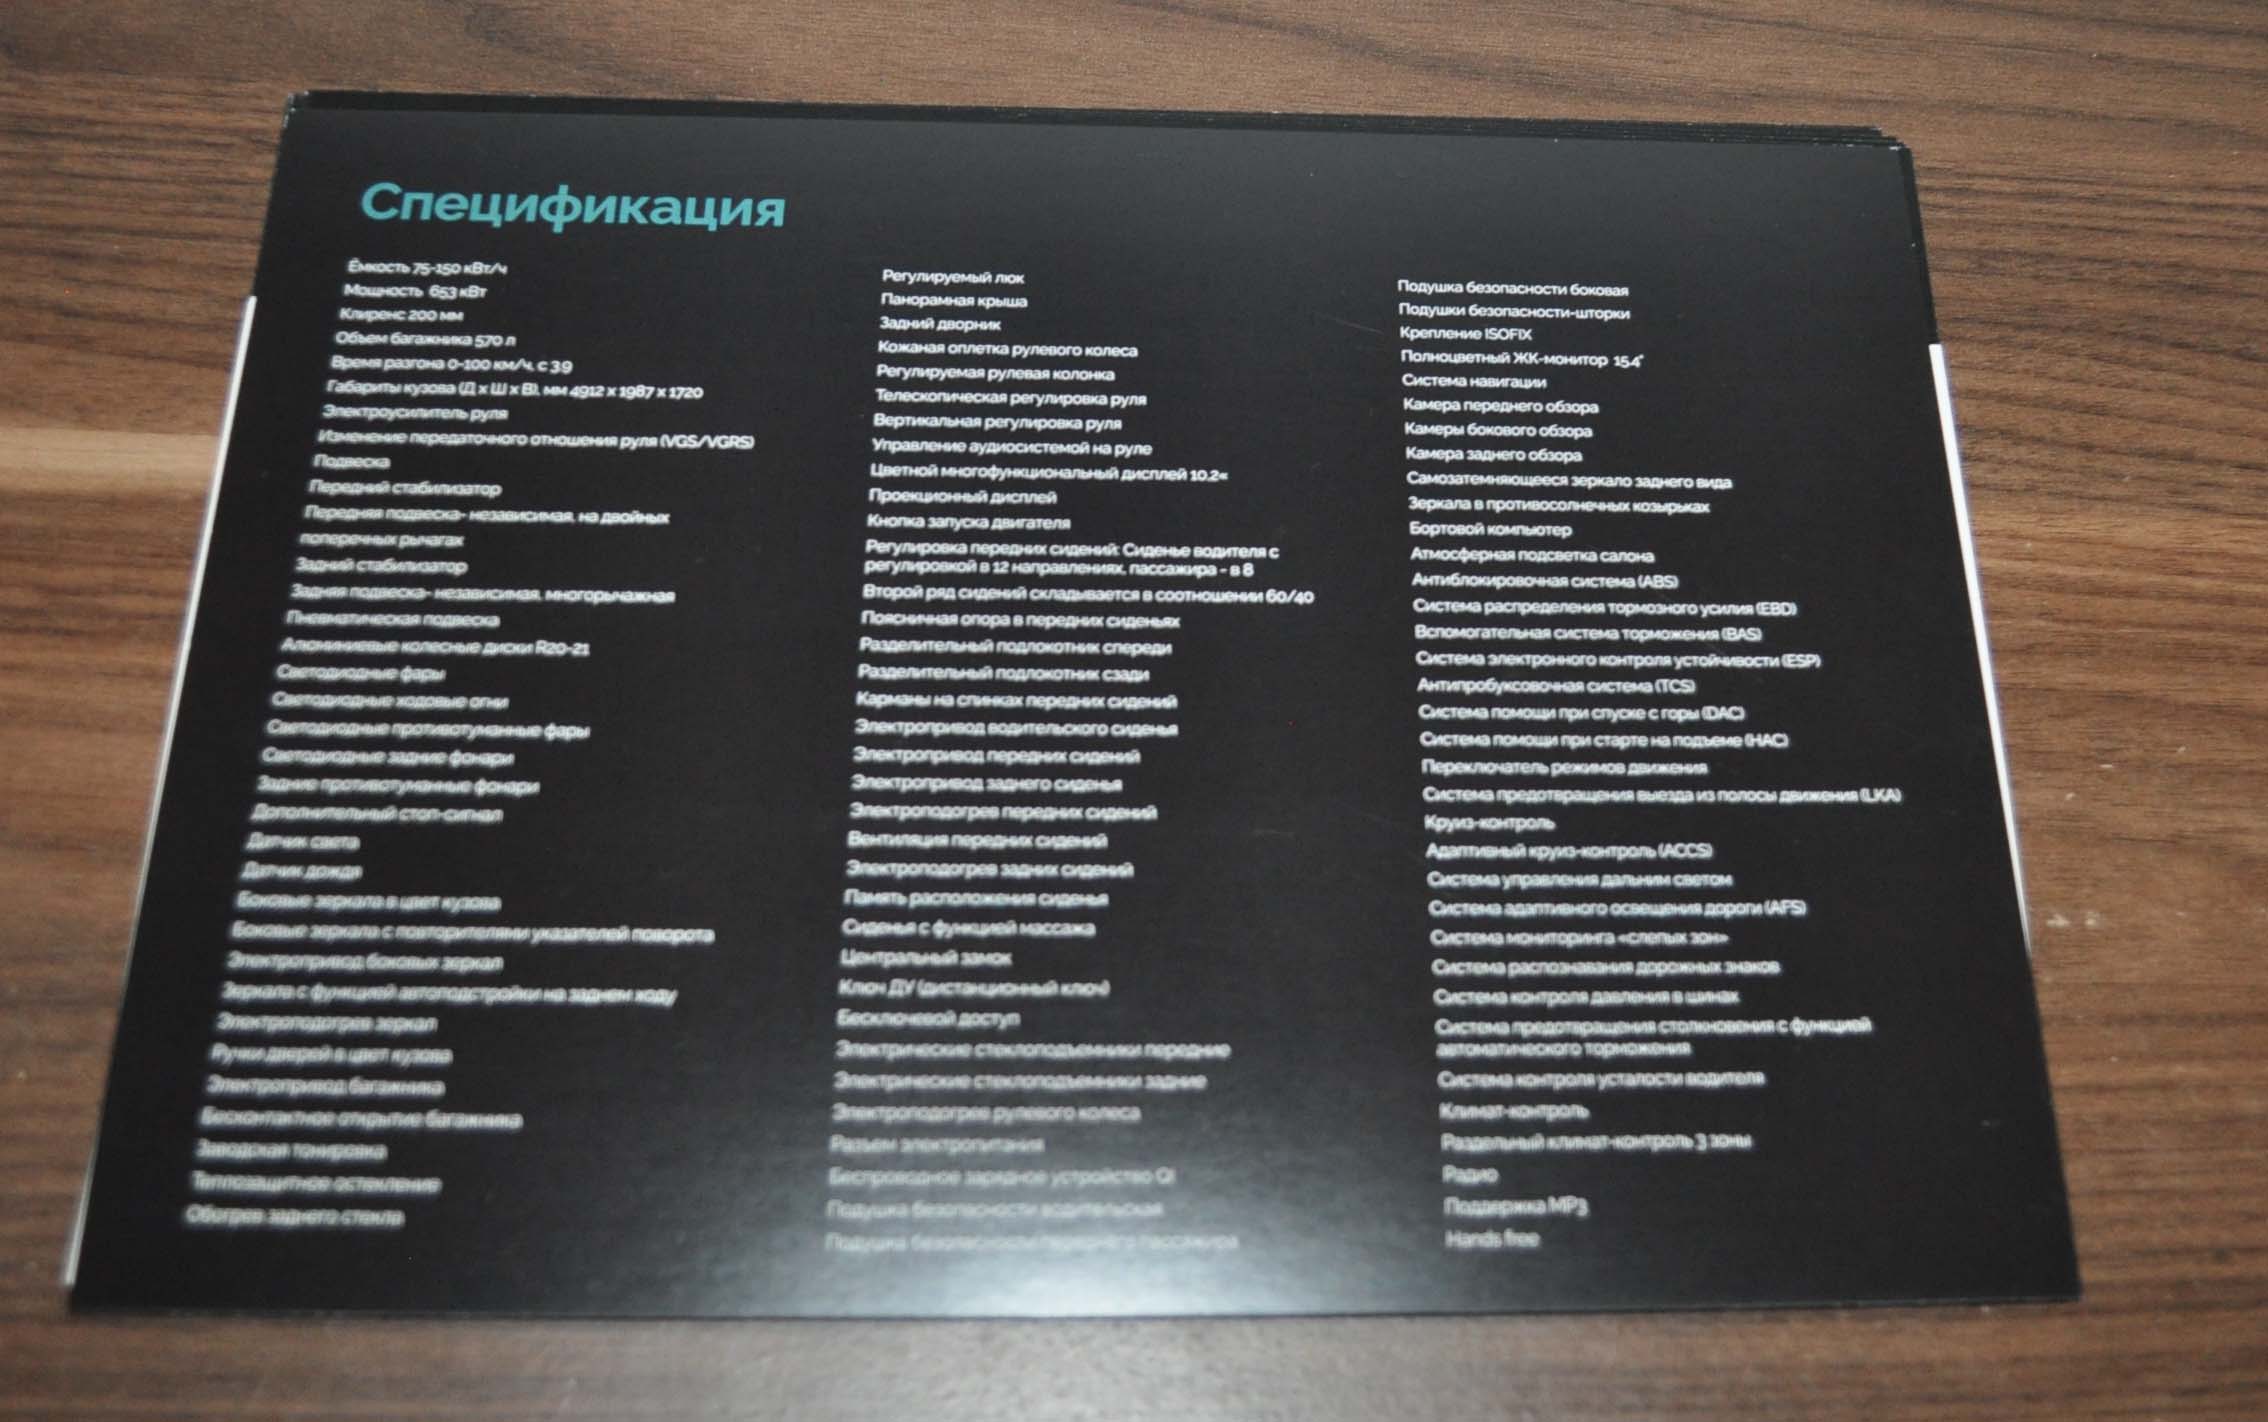 Спецификация
Ёмкость 75-150 кВт/ч
Мощность 653 кВт
Клиренс 200 мм
Объем багажника 570 л
Время разгона 0-100 км/ч, с 3.9
Габариты кузова (Д х Ш х В), мм 4912 х 1987 х 1720
Электроусилитель руля
Изменение передаточного отношения руля (VGS/VGRS)
Подвеска
Передний стабилизатор
Передняя подвеска- независимая, на двойных
поперечных рычагах
Задний стабилизатор
Задняя подвеска- независимая, многорычажная
Пневматическая подвеска
Алюминиевые колесные диски R20-21
Светодиодные фары
Светодиодные ходовые огни
Светодиодные противотуманные фары
Светодиодные задние фонари
Задние противотуманные фонари
Дополнительный стоп-сигнал
Датчик света
Датчик дождя
Боковые зеркала в цвет кузова
Боковые зеркала с повторителями указателей поворота
Электропривод боковых зеркал
Зеркала с функцией автоподстройки на заднем ходу
Электроподогрев зеркал
Ручки дверей в цвет кузова
Электропривод багажника
Бесконтактное открытие багажника
Заводская тонировка
Теплозащитное остекление
Обогрев заднего стекла
Регулируемый люк
Панорамная крыша
Задний дворник
Кожаная оплетка рулевого колеса
Регулируемая рулевая колонка
Телескопическая регулировка руля
Вертикальная регулировка руля
Управление аудиосистемой на руле
Цветной многофункциональный дисплей 10.2«
Проекционный дисплей
Кнопка запуска двигателя
Регулировка передних сидений: Сиденье водителя с
регулировкой в 12 направлениях, пассажира - в 8
Второй ряд сидений складывается в соотношении 60/40
Поясничная опора в передних сиденьях
Разделительный подлокотник спереди
Разделительный подлокотник сзади
Карманы на спинках передних сидений
Электропривод водительского сиденья
Электропривод передних сидений
Электропривод заднего сиденья
Электроподогрев передних сидений
Вентиляция передних сидений
Электроподогрев задних сидений
Память расположения сиденья
Сиденья с функцией массажа
Центральный замок
Ключ ДУ (дистанционный ключ)
Бесключевой доступ
Электрические стеклоподъемники передние
Электрические стеклоподъемники задние
Электроподогрев рулевого колеса
Разъем электропитания
Беспроводное зарядное устройство QI
Подушка безопасности водительская
Подушка безопасности переднего пассажира
Подушка безопасности боковая
Подушки безопасности-шторки
Крепление ISOFIX
Полноцветный ЖК-монитор 15.4"
Система навигации
Камера переднего обзора
Камеры бокового обзора
Камера заднего обзора
Самозатемняющееся зеркало заднего вида
Зеркала в противосолнечных козырьках
Бортовой компьютер
Атмосферная подсветка салона
Антиблокировочная система (ABS)
Система распределения тормозного усилия (EBD)
Вспомогательная система торможения (BAS)
Система электронного контроля устойчивости (ESP)
Антипробуксовочная система (TCS)
Система помощи при спуске с горы (DAC)
Система помощи при старте на подъеме (HAC)
Переключатель режимов движения
Система предотвращения выезда из полосы движения (LKA)
Круиз-контроль
Адаптивный круиз-контроль (ACCS)
Система управления дальним светом
Система адаптивного освещения дороги (AFS)
Система мониторинга «слепых зон»
Система распознавания дорожных знаков
Система контроля давления в шинах
Система предотвращения столкновения с функцией
автоматического торможения
Система контроля усталости водителя
Климат-контроль
Раздельный климат-контроль 3 зоны
Радио
Поддержка MP3
Hands free